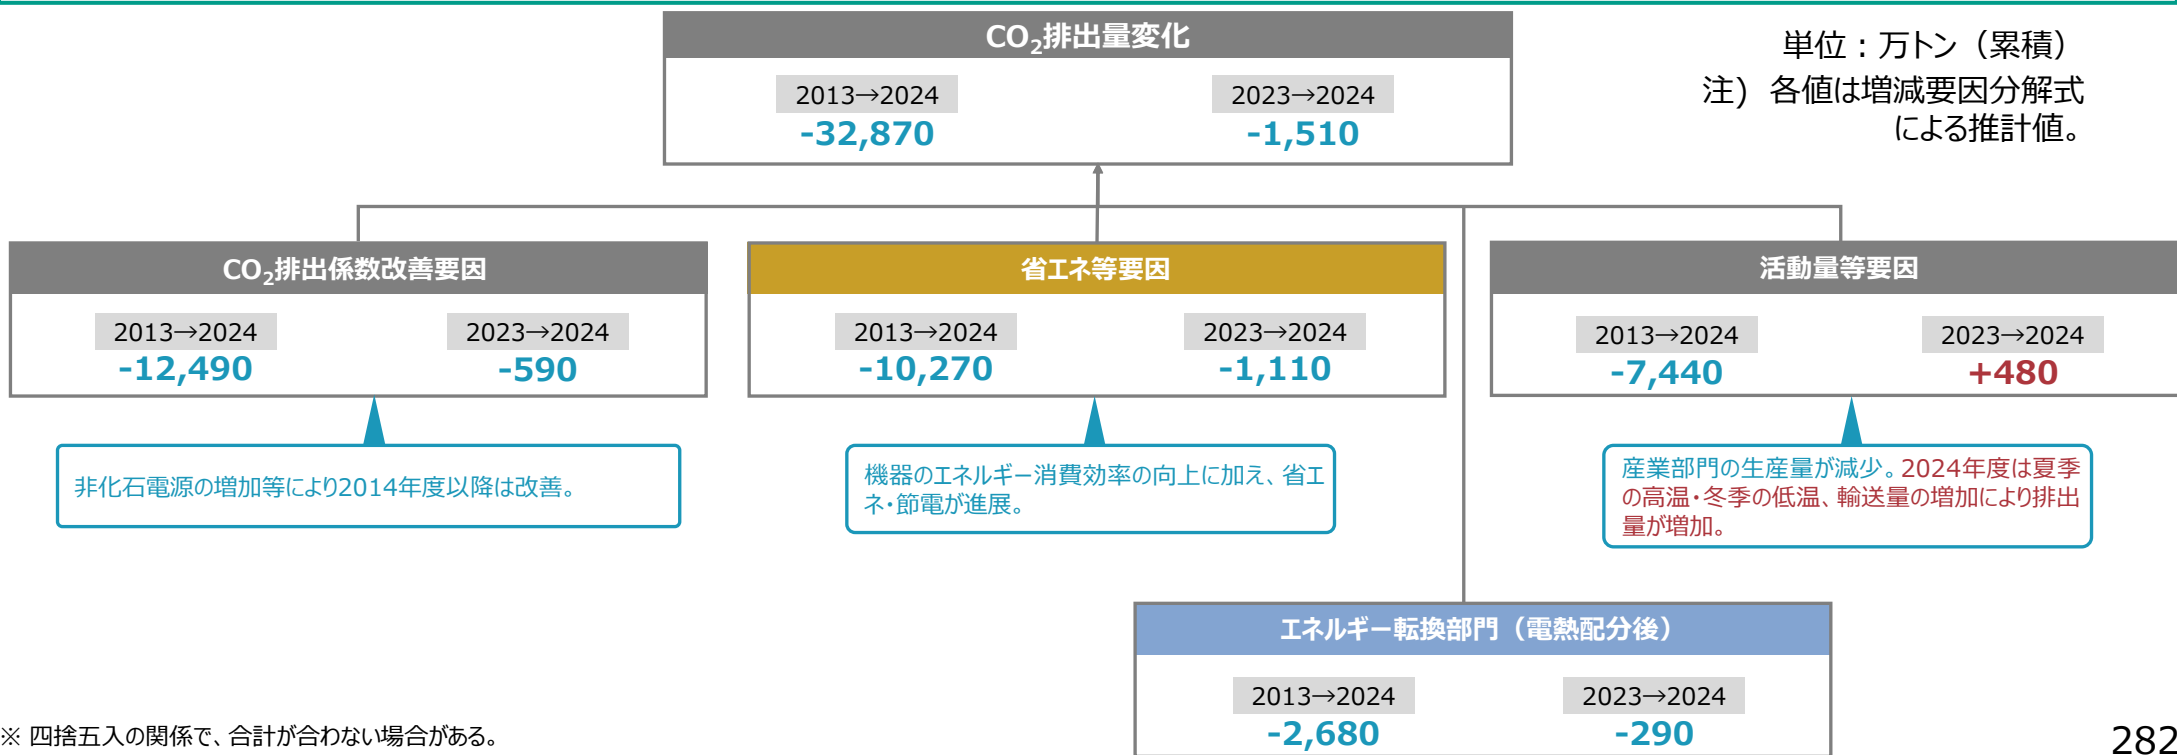 CO₂排出量変化
2013→2024
2023→2024
-32,870
-1,510
単位：万トン（累積）
注）各値は増減要因分解式
による推計値。
CO₂排出係数改善要因
2013→2024
2023→2024
-12,490
-590
非化石電源の増加等により2014年度以降は改善。
省エネ等要因
2013→2024
2023→2024
-10,270
-1,110
機器のエネルギー消費効率の向上に加え、省エ
ネ・節電が進展。
活動量等要因
2013→2024
2023→2024
-7,440
+480
産業部門の生産量が減少。2024年度は夏季
の高温・冬季の低温、輸送量の増加により排出
量が増加。
エネルギー転換部門（電熱配分後）
2013→2024
2023→2024
-2,680
-290
※ 四捨五入の関係で、合計が合わない場合がある。
282